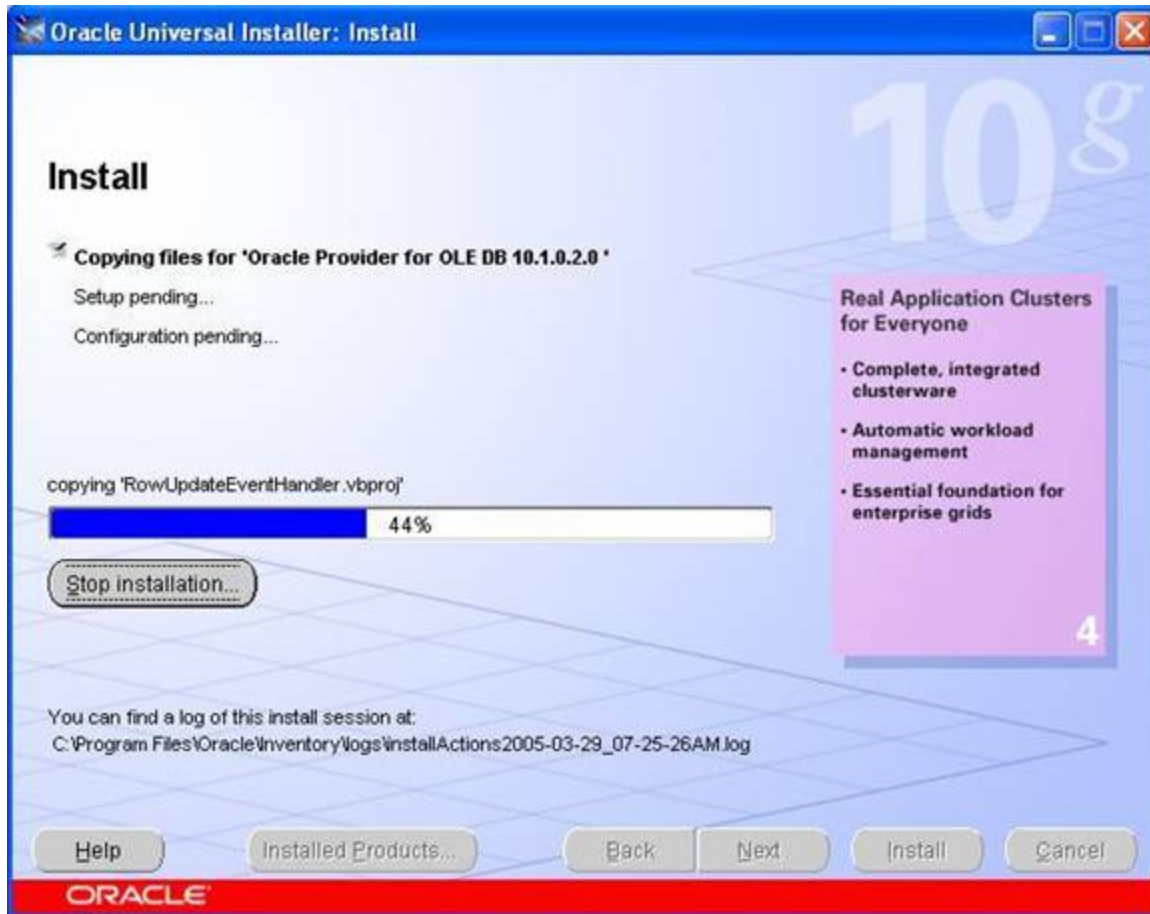 Oracle Universal Installer: Install
10g
Install
Copying files for 'Oracle Provider for OLE DB 10.1.0.2.0 '
Setup pending...
Configuration pending...
Real Application Clusters
for Everyone
• Complete, integrated
clusterware
• Automatic workload
management
• Essential foundation for
enterprise grids
4
copying 'RowUpdateEventHandler.vbproj'
44%
Stop installation...
You can find a log of this install session at:
C:\Program Files\Oracle\Inventory\logs\installActions2005-03-29_07-25-26AM.log
Help
Installed Products...
Back
Next
Install
Cancel
ORACLE